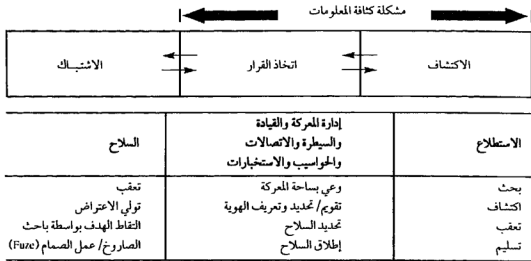 مشكلة كثافة المعلومات
الاكتشاف
اتخاذ القرار
الاشتباك
الاستطلاع
إدارة المعركة والقيادة
والسيطرة والاتصالات
والحواسيب والاستخبارات
السلاح
بحث
وعي بساحة المعركة
تعقب
اكتشاف
تقويم/ تحديد وتعريف الهوية
تولي الاعتراض
تعقب
تحديد السلاح
التقاط الهدف بواسطة باحث
تسليم
إطلاق السلاح
الصاروخ/ عمل الصمام (Fuze)